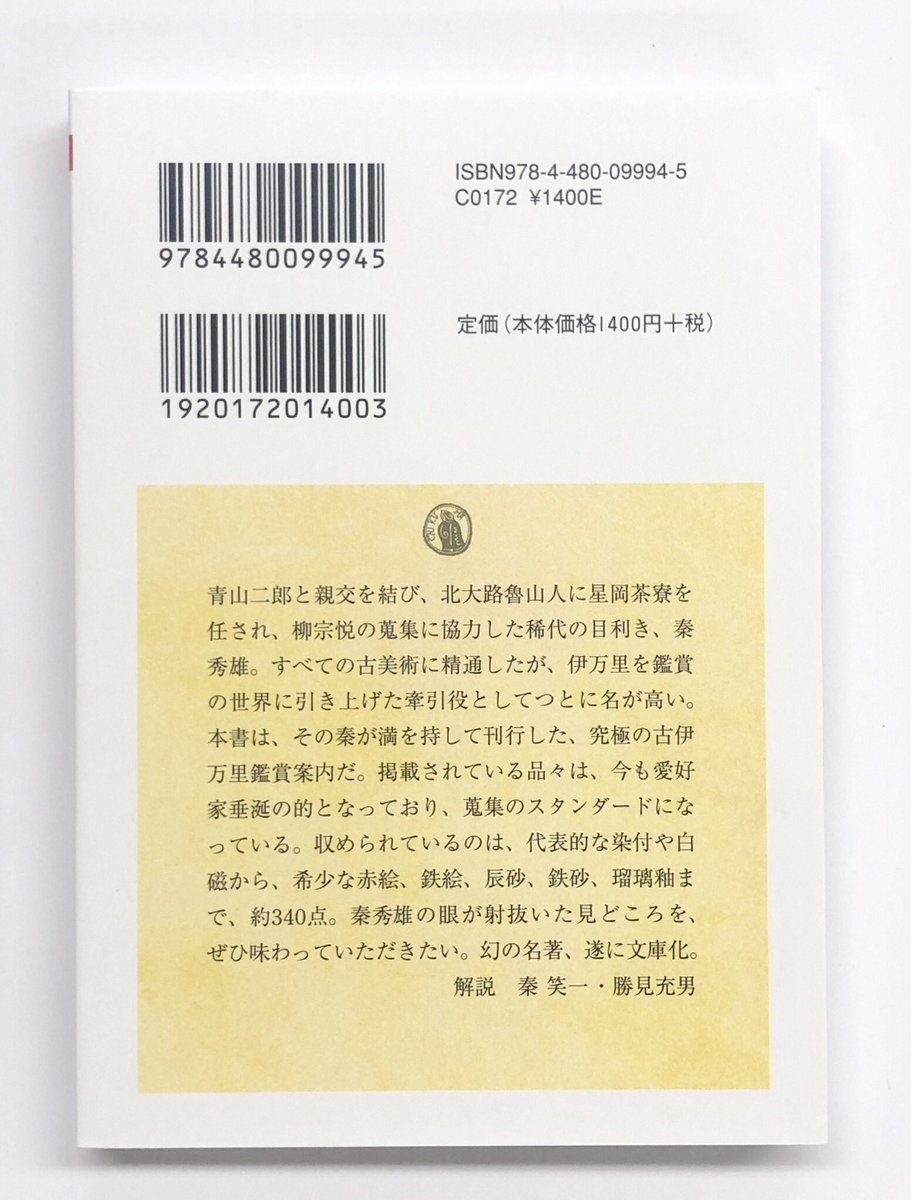 ISBN978-4-480-09994-5
C0172 ¥1400E
9784480099945
定価(本体価格1400円+税)
1920172014003
青山二郎と親交を結び、北大路魯山人に星岡茶寮を
任され、柳宗悦の蒐集に協力した稀代の目利き、秦
秀雄。すべての古美術に精通したが、伊万里を鑑賞
の世界に引き上げた牽引役としてつとに名が高い。
本書は、その秦が満を持して刊行した、究極の古伊
万里鑑賞案内だ。掲載されている品々は、今も愛好
家垂涎の的となっており、蒐集のスタンダードにな
っている。収められているのは、代表的な染付や白
磁から、希少な赤絵、鉄絵、辰砂、鉄砂、瑠璃釉ま
で、約340点。秦秀雄の眼が射抜いた見どころを、
ぜひ味わっていただきたい。幻の名著、遂に文庫化。
解説　秦 笑一・勝見充男